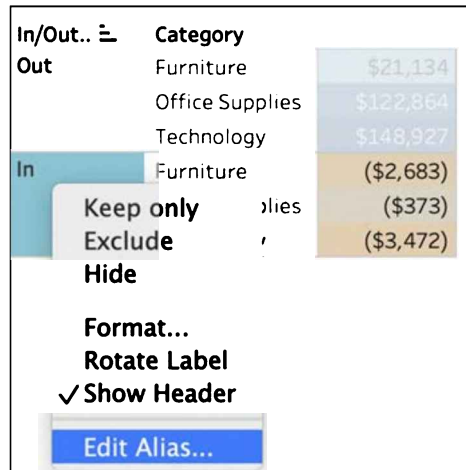 In/Out.. Category
Out Furniture $21,134
Office Supplies $122,864
Technology $148,927
In Furniture ($2,683)
Keep only plies ($373)
Exclude ($3,472)
Hide
Format...
Rotate Label
✓ Show Header
Edit Alias...